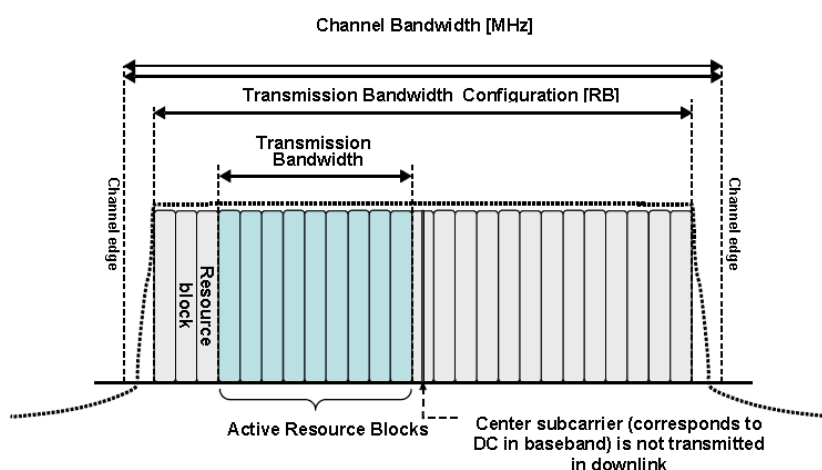 Channel Bandwidth [MHz]
Transmission Bandwidth Configuration [RB]
Transmission
Bandwidth
Channel edge
Channel edge
Resource
block
Active Resource Blocks
Center subcarrier (corresponds to
DC in baseband) is not transmitted
in downlink